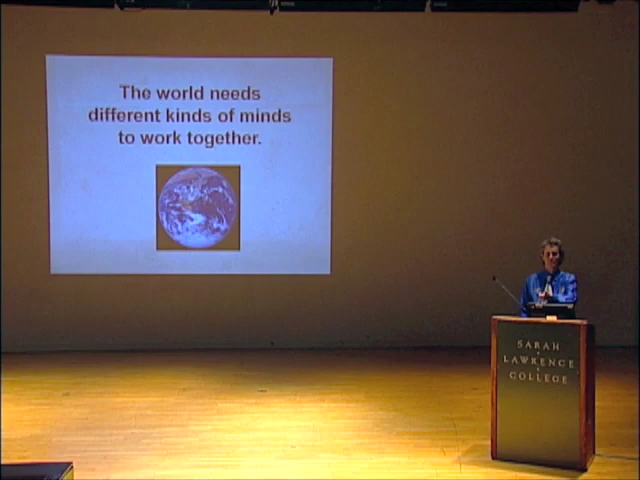 The world needs
different kinds of minds
to work together.
SARAH
LAWRENCE
COLLEGE